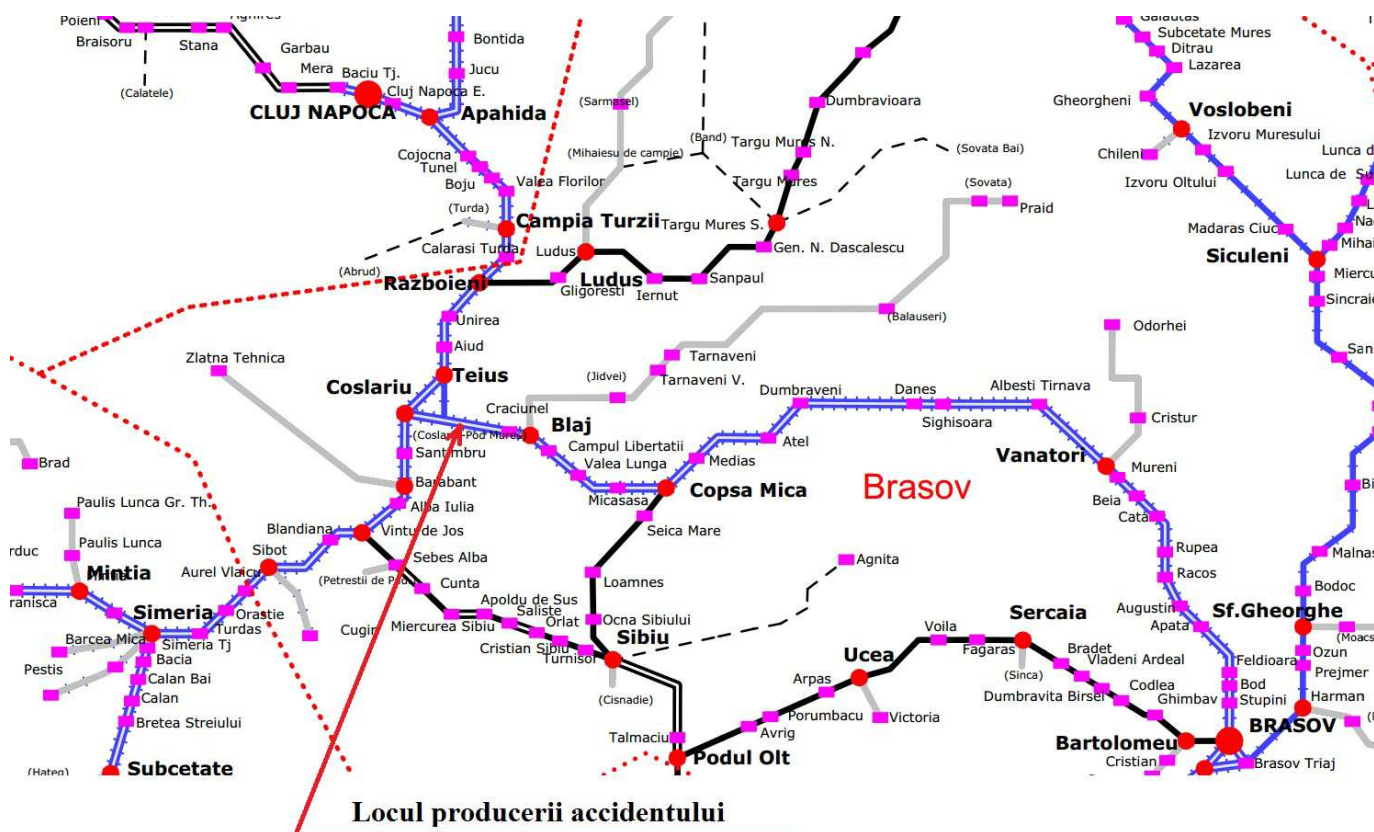 Poieni
Braisoru
Stana
Garbau
Mera
Baciu Tj.
(Calatele)
CLUJ NAPOCA
Cluj Napoca E.
Bontida
Jucu
Apahida
Cojocna
Tunel
Boju
Valea Florilor
(Turda)
Campia Turzii
Calarasi Turda
(Abrud)
Razboieni
(Sarmasel)
(Mihaiesu de campie)
(Band)
Dumbravioara
Targu Mures N.
Targu Mures
Targu Mures S.
(Sovata Bai)
(Sovata)
Praid
Ludus
Ludus
Gligoresti
Iernut
Sanpaul
Gen. N. Dascalescu
(Balauseri)
Galautas
Subcetate Mures
Ditrau
Lazarea
Gheorgheni
Voslobeni
Izvoru Muresului
Chileni
Izvoru Oltului
Lunca d
Lunca de Su
Madaras Ciuc
Siculeni
Mihai
Miercu
Sincraie
San
Unirea
Aiud
Teius
Zlatna Tehnica
Coslariu
Craciunel
Blaj
(Jidvei)
Tarnaveni
Tarnaveni V.
Santimbru
Campul Libertatii
Valea Lunga
Micasasa
Copsa Mica
Medias
Atel
Dumbraveni
Danes
Sighisoara
Albesti Tirnava
Odorhei
Cristur
Vanatori
Mureni
Beia
Cata
Rupea
Racos
Augustin
Apata
Brasov
Brad
Paulis Lunca Gr. Th.
Paulis Lunca
Mintia
Barabant
Alba Iulia
Vintu de Jos
Blandiana
Sibot
Aurel Vlaicu
Orastie
Turdas
Simeria
Simeria Tj
Barcea Mica
Pestis
Bacia
Calan Bai
Calan
Bretea Streiului
(Hateg)
Subcetate
Cugir
Sebes Alba
Cunta
Miercurea Sibiu
Apoldu de Sus
Saliste
Orlat
Cristian Sibiu
Turnisor
Seica Mare
Loamnes
Ocna Sibiului
Sibiu
(Cisnadie)
Agnita
Talmaciu
Podul Olt
Avrig
Porumbacu
Arpas
Ucea
Victoria
Voila
Fagaras
Sercaia
(Sinca)
Bradet
Vladeni Ardeal
Dumbravita Birsei
Codlea
Ghimbav
Bartolomeu
Cristian
Feldioara
Bod
Stupini
BRASOV
Brasov Triaj
Harman
Prejmer
Ozun
Sf.Gheorghe
(Moacs
Bodoc
Malnas
Bi
Locul producerii accidentului